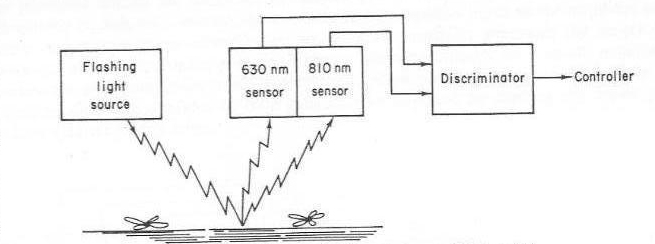 Flashing
light
source
630 nm
sensor
810 nm
sensor
Discriminator
Controller